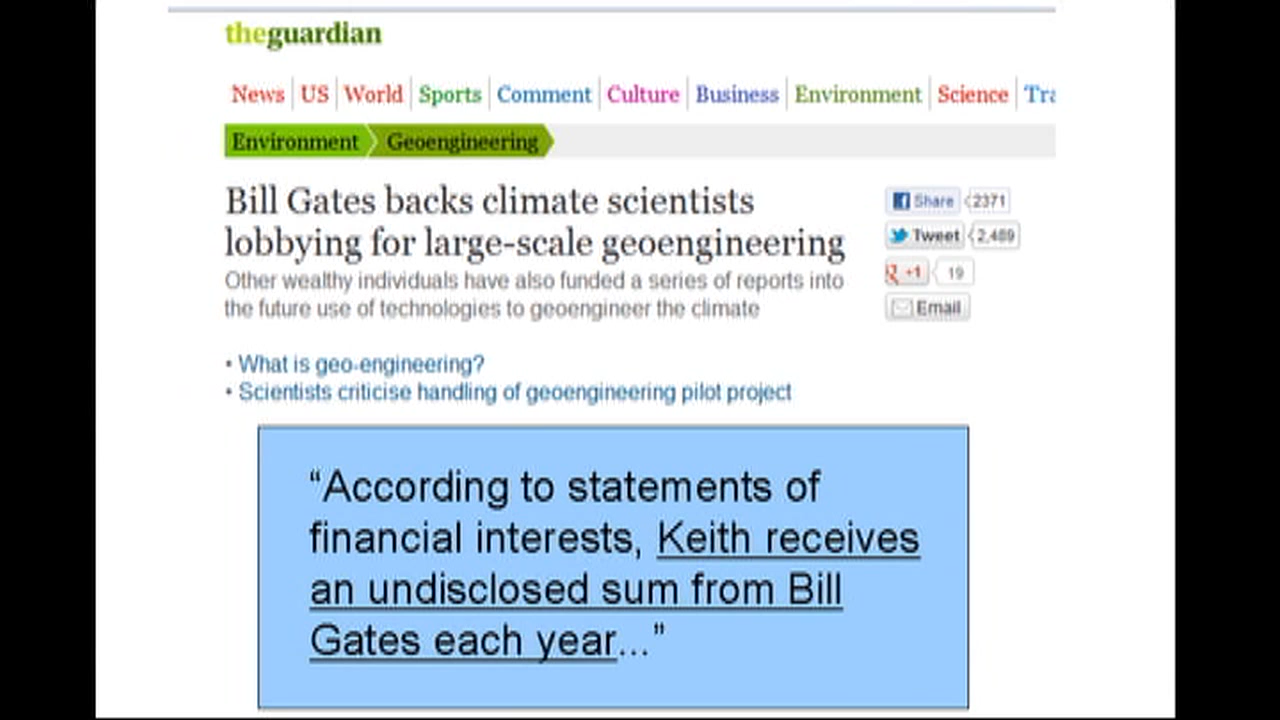 theguardian
News US World Sports Comment Culture Business Environment Science Tra
Environment Geoengineering
Bill Gates backs climate scientists
lobbying for large-scale geoengineering
Other wealthy individuals have also funded a series of reports into
the future use of technologies to geoengineer the climate
Share 2371
Tweet 2,489
+1 19
Email
• What is geo-engineering?
• Scientists criticise handling of geoengineering pilot project
“According to statements of
financial interests, Keith receives
an undisclosed sum from Bill
Gates each year...”